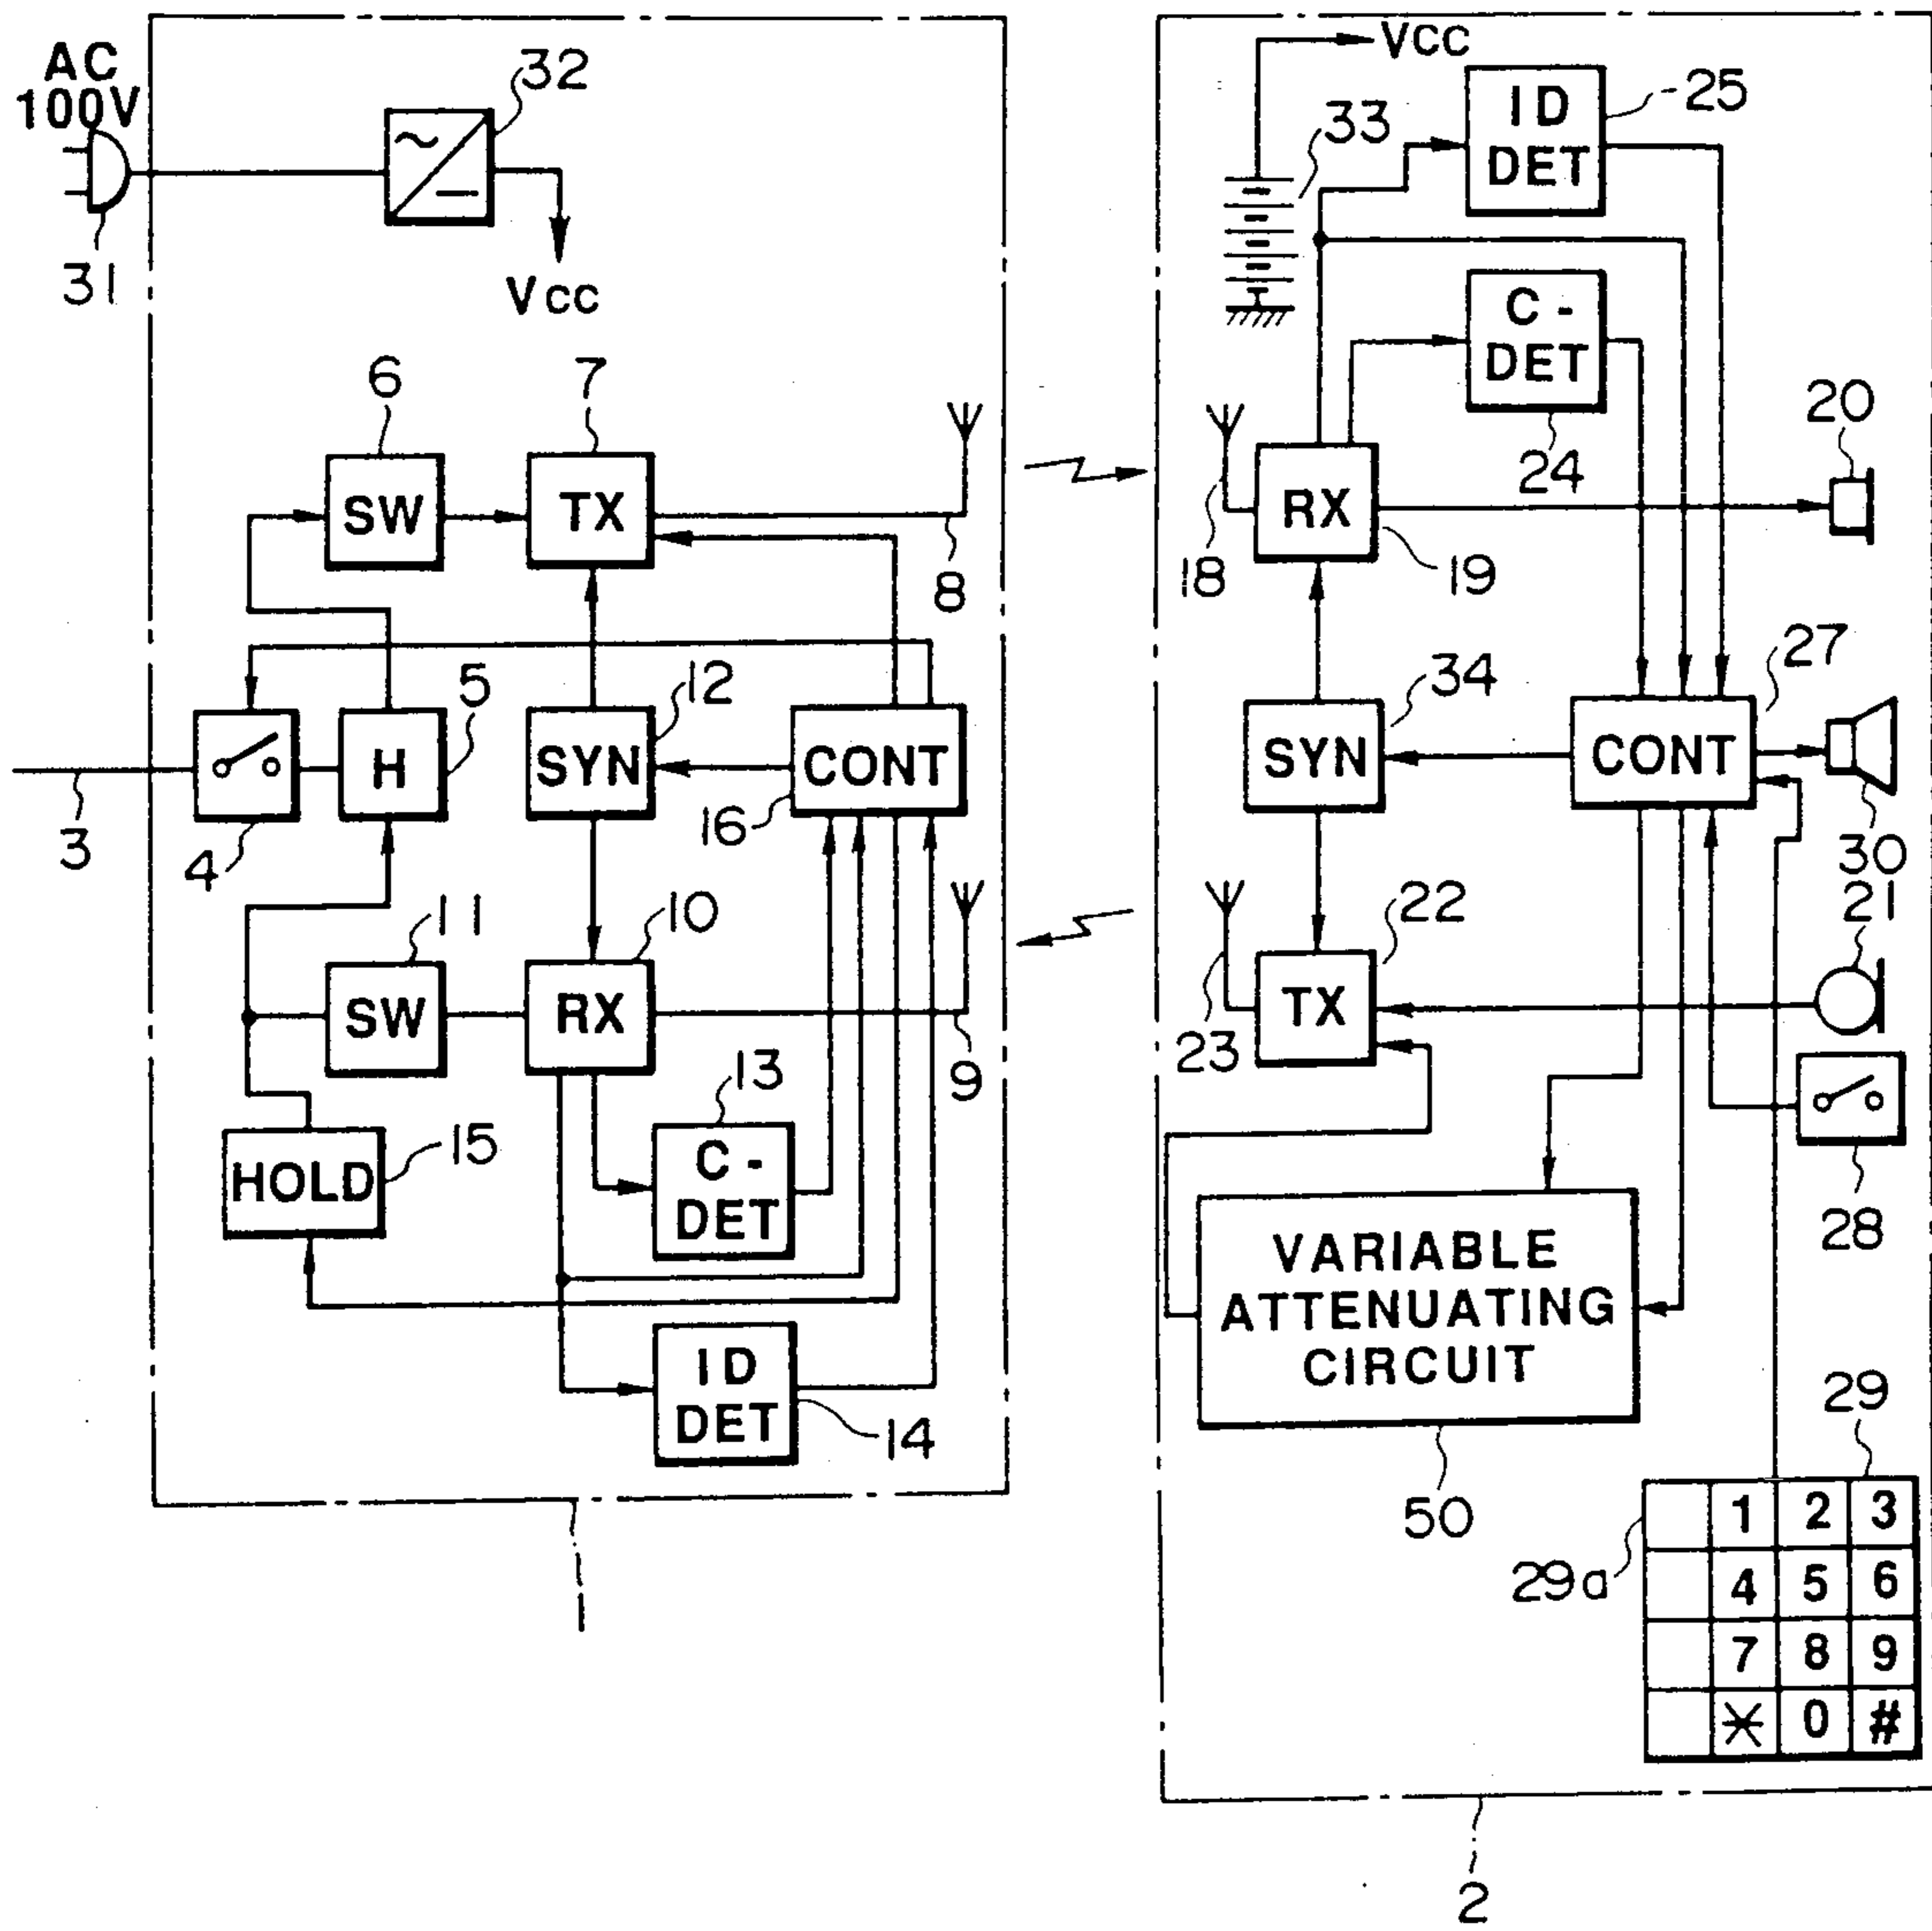 AC
100V
31
32
VCC
6
SW
7
TX
8
3
4
5
H
12
SYN
16
CONT
11
SW
10
RX
9
15
HOLD
13
C-
DET
ID
DET
14
1
VCC
33
ID
DET
25
C-
DET
24
18
RX
19
20
34
SYN
27
CONT
30
21
22
TX
23
28
VARIABLE
ATTENUATING
CIRCUIT
50
29
29a
1 2 3
4 5 6
7 8 9
* 0 #
2